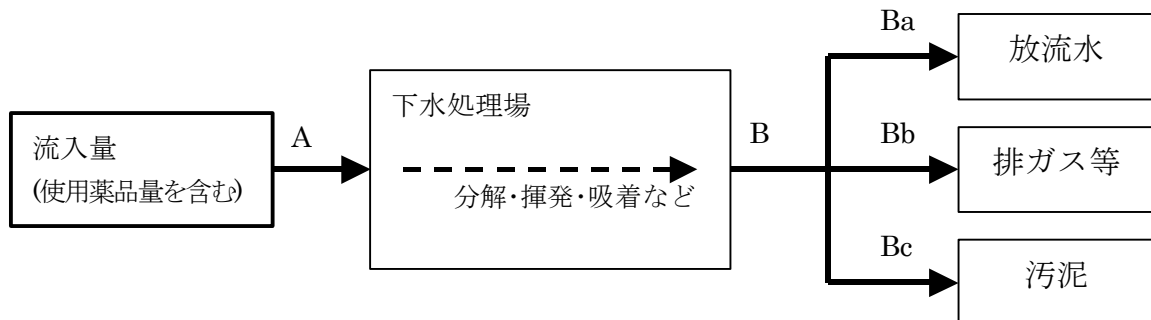 流入量
(使用薬品量を含む)
A
下水処理場
分解・揮発・吸着など
B
Ba
放流水
Bb
排ガス等
Bc
汚泥